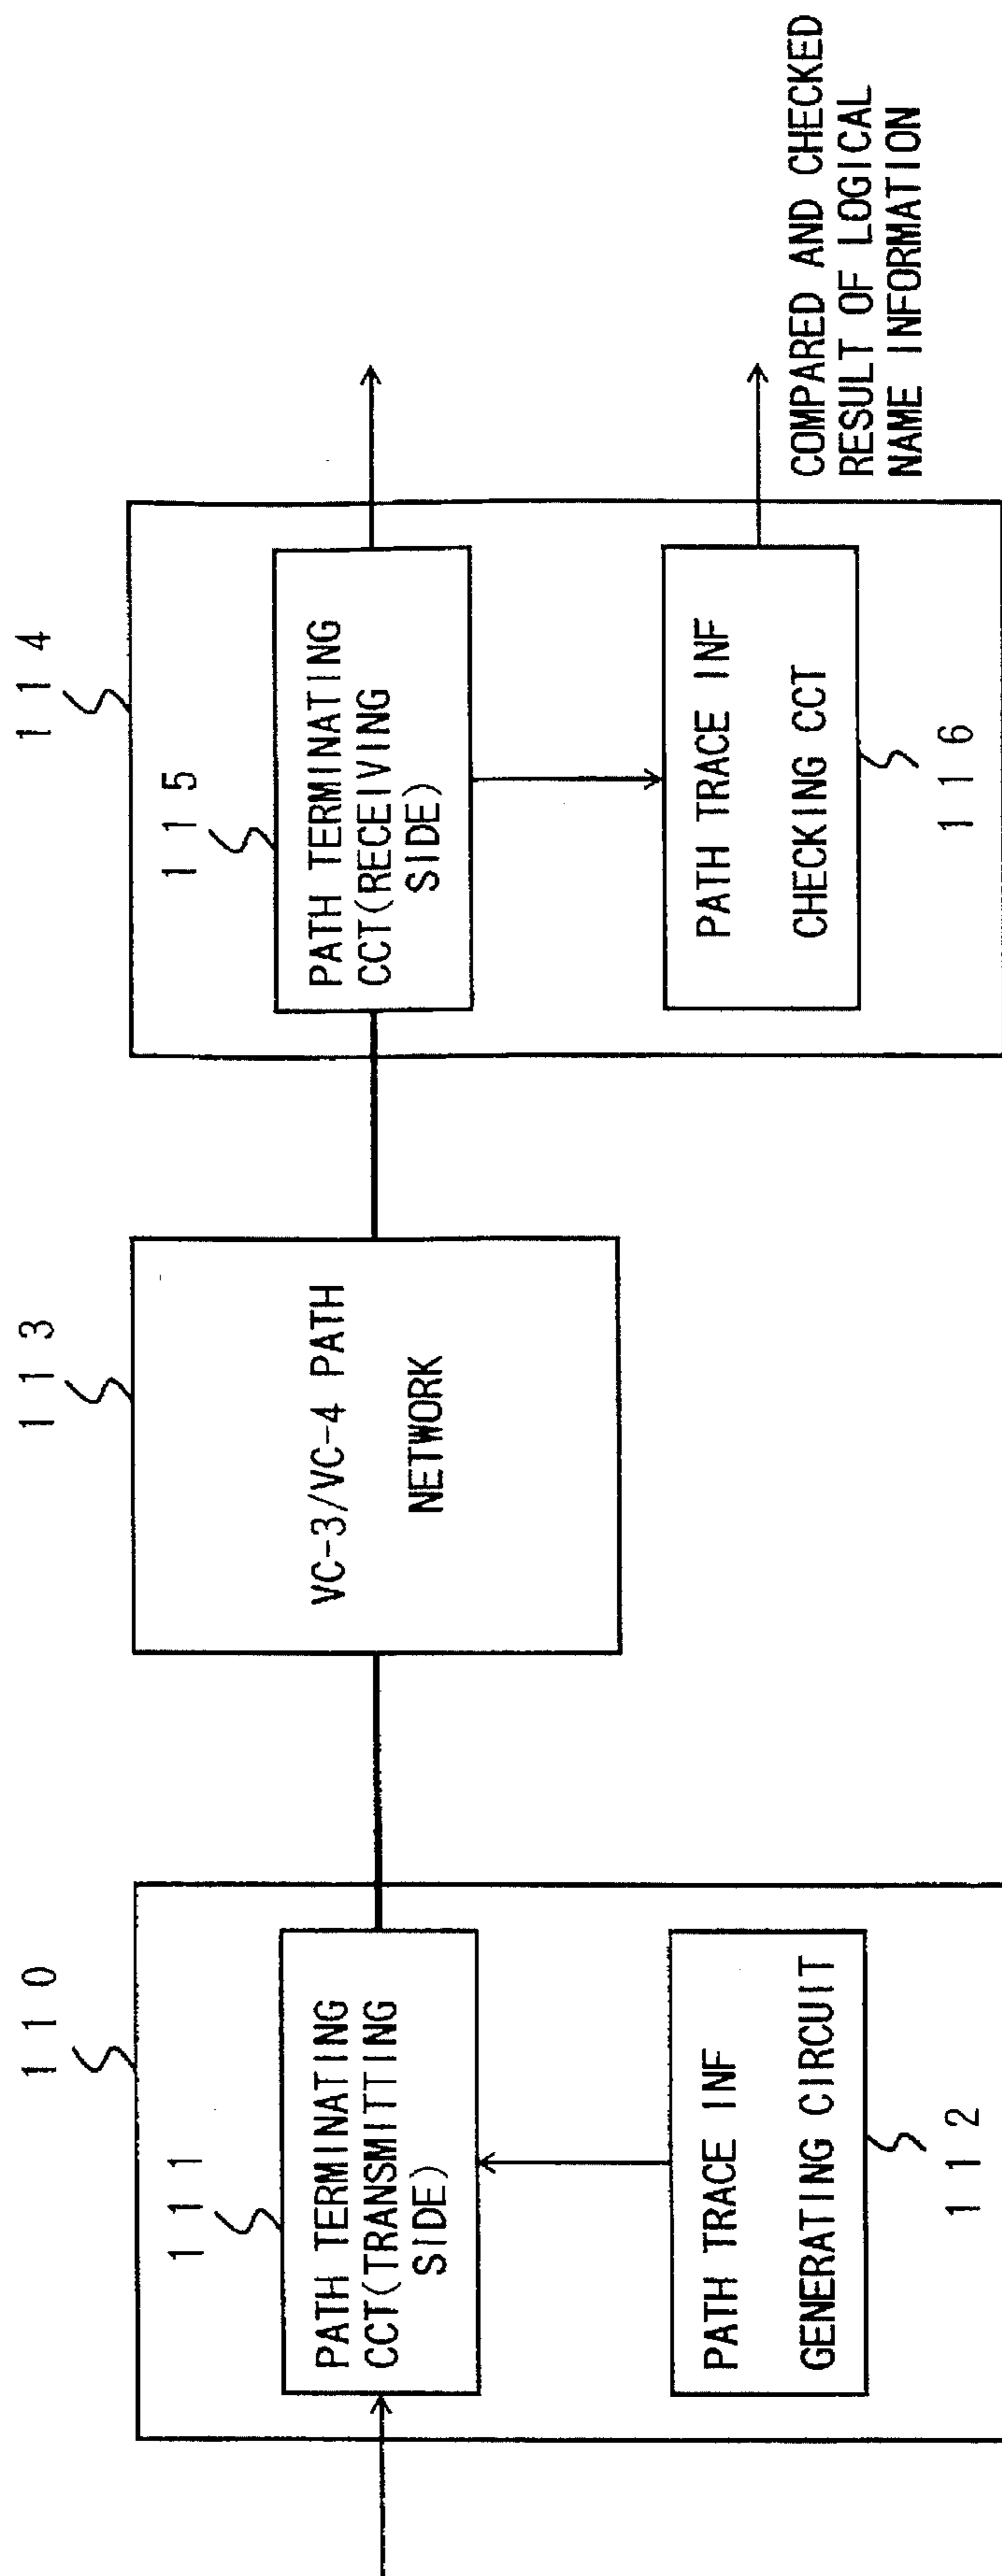 110
111
PATH TERMINATING
CCT(TRANSMITTING
SIDE)
PATH TRACE INF
GENERATING CIRCUIT
112
113
VC-3/VC-4 PATH
NETWORK
114
115
PATH TERMINATING
CCT(RECEIVING
SIDE)
PATH TRACE INF
CHECKING CCT
116
COMPARED AND CHECKED
RESULT OF LOGICAL
NAME INFORMATION